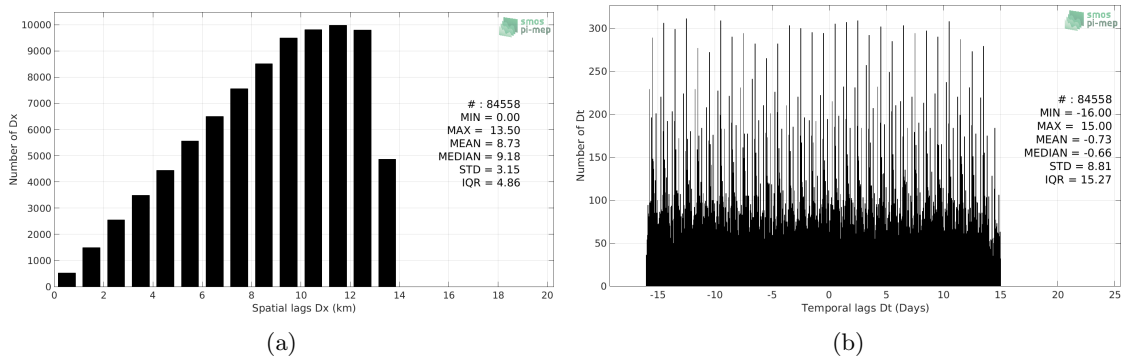 smos
pi-mep
10000
9000
8000
7000
6000
5000
4000
3000
2000
1000
0
Number of Dx
# : 84558
MIN = 0.00
MAX = 13.50
MEAN = 8.73
MEDIAN = 9.18
STD = 3.15
IQR = 4.86
0 2 4 6 8 10 12 14 16 18 20
Spatial lags Dx (km)
(a)
smos
pi-mep
300
250
200
150
100
50
0
Number of Dt
# : 84558
MIN = -16.00
MAX = 15.00
MEAN = -0.73
MEDIAN = -0.66
STD = 8.81
IQR = 15.27
-15 -10 -5 0 5 10 15 20 25
Temporal lags Dt (Days)
(b)